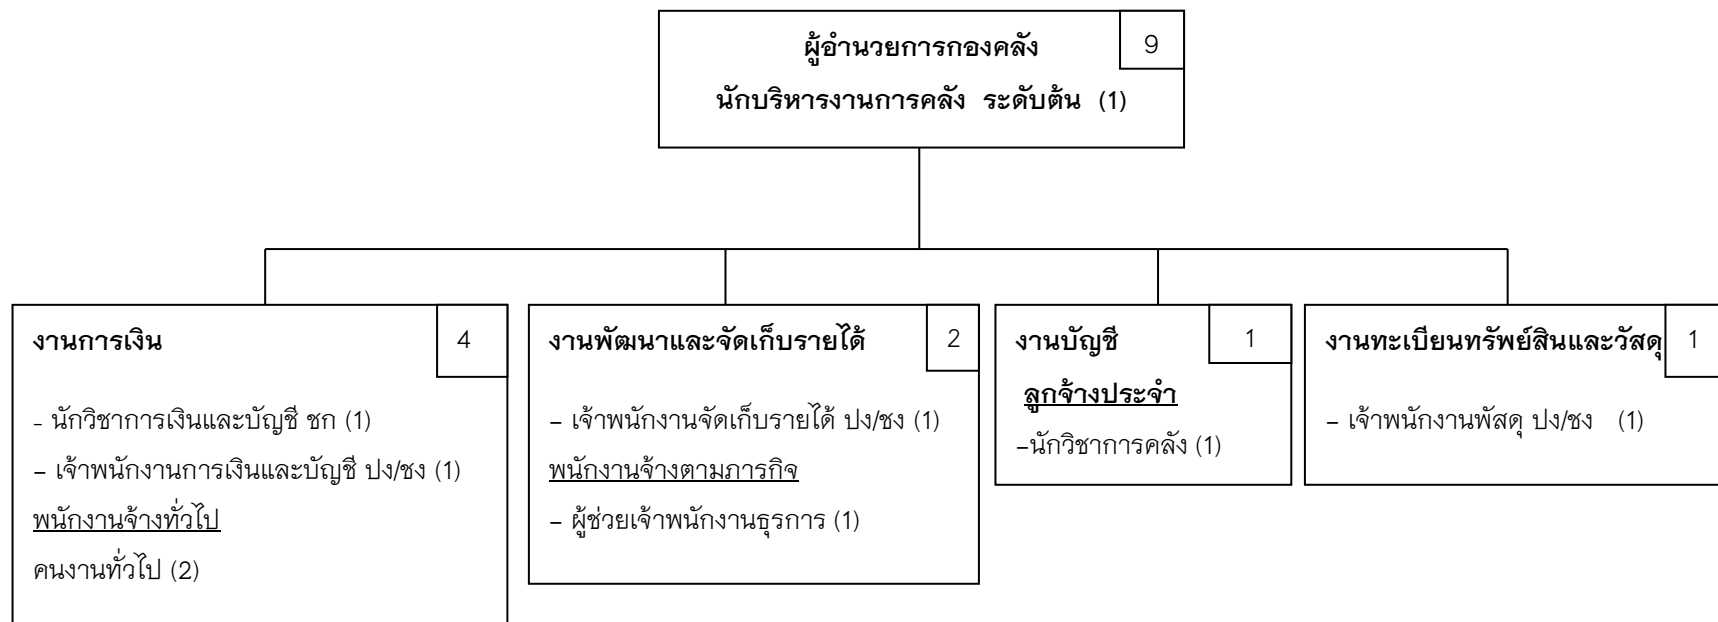 ผู้อำนวยการกองคลัง
9
นักบริหารงานการคลัง ระดับต้น (1)
งานการเงิน
4
- นักวิชาการเงินและบัญชี ชก (1)
– เจ้าพนักงานการเงินและบัญชี ปง/ชง (1)
พนักงานจ้างทั่วไป
คนงานทั่วไป (2)
งานพัฒนาและจัดเก็บรายได้
2
– เจ้าพนักงานจัดเก็บรายได้ ปง/ชง (1)
พนักงานจ้างตามภารกิจ
– ผู้ช่วยเจ้าพนักงานธุรการ (1)
งานบัญชี
1
ลูกจ้างประจำ
–นักวิชาการคลัง (1)
งานทะเบียนทรัพย์สินและวัสดุ
1
– เจ้าพนักงานพัสดุ ปง/ชง (1)